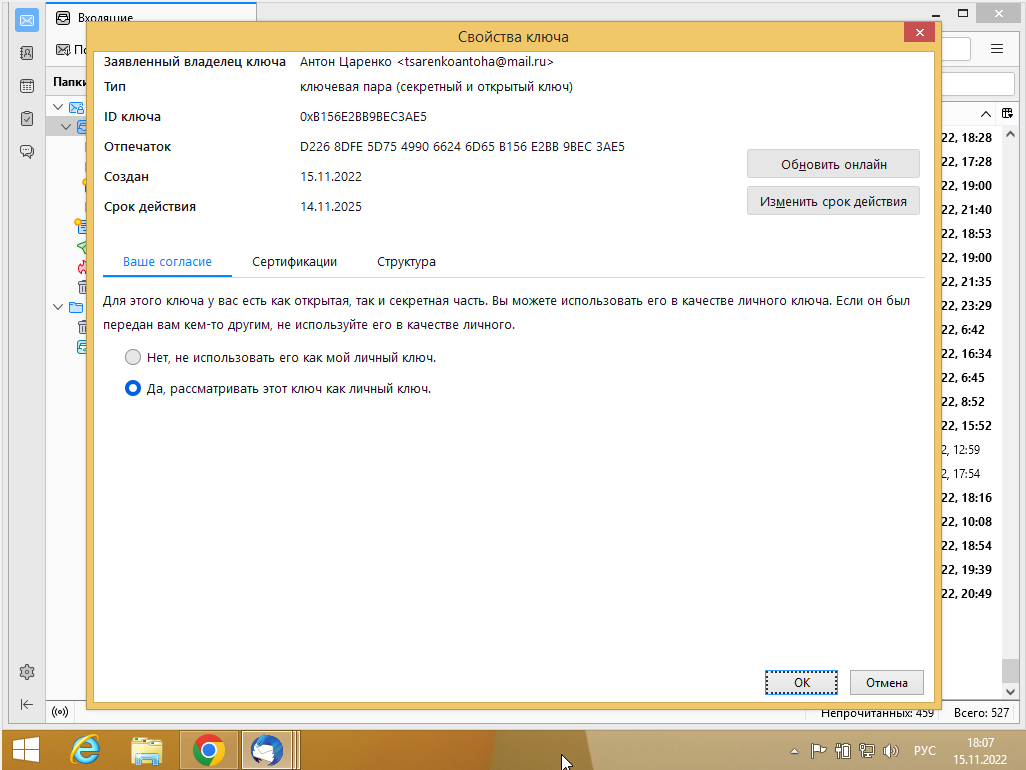 Входящие
Свойства ключа
Папки
Заявленный владелец ключа Антон Царенко <tsarenkoantoha@mail.ru>
Тип ключевая пара (секретный и открытый ключ)
ID ключа 0xB156E2BB9BEC3AE5
Отпечаток D226 8DFE 5D75 4990 6624 6D65 B156 E2BB 9BEC 3AE5
Создан 15.11.2022
Срок действия 14.11.2025
Обновить онлайн
Изменить срок действия
Ваше согласие Сертификации Структура
Для этого ключа у вас есть как открытая, так и секретная часть. Вы можете использовать его в качестве личного ключа. Если он был
передан вам кем-то другим, не используйте его в качестве личного.
Нет, не использовать его как мой личный ключ.
Да, рассматривать этот ключ как личный ключ.
OK Отмена
22, 18:28
22, 17:28
22, 19:00
22, 21:40
22, 18:53
22, 19:00
22, 21:35
22, 23:29
22, 6:42
22, 16:34
22, 6:45
22, 8:52
22, 15:52
2, 12:59
2, 17:54
22, 18:16
22, 10:08
22, 18:54
22, 19:39
22, 20:49
Непрочитанных: 459 Всего: 527
РУС
18:07
15.11.2022